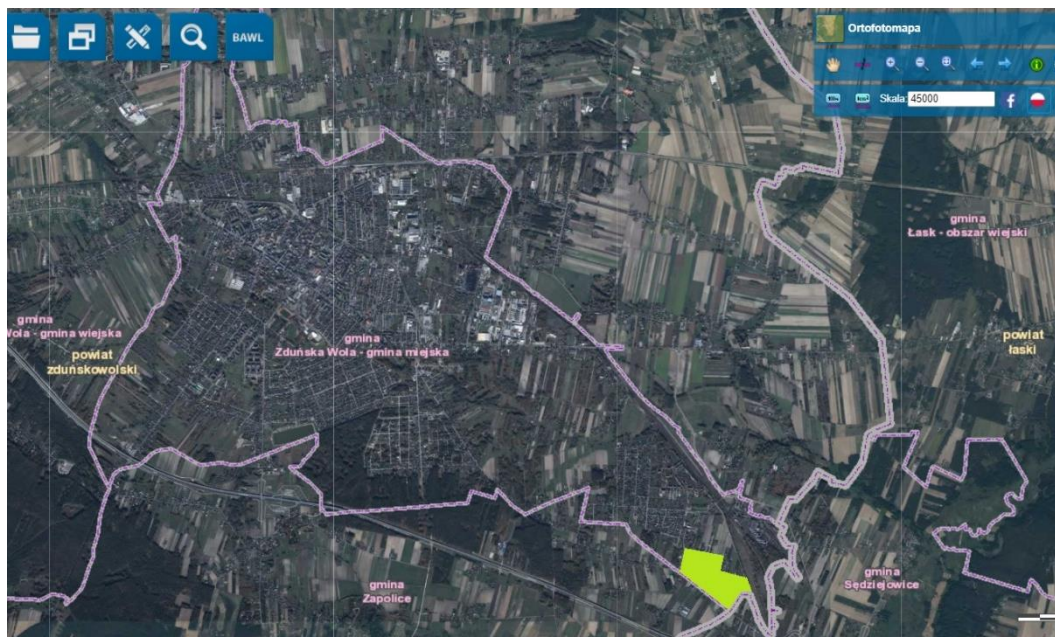 BAWL
Ortofotomapa
Skala:
45000
gmina
Łask - obszar wiejski
gmina
Wola - gmina wiejska
powiat
zduńskowolski
gmina
Zduńska Wola - gmina miejska
powiat
łaski
gmina
Zapolice
gmina
Sędziejowice